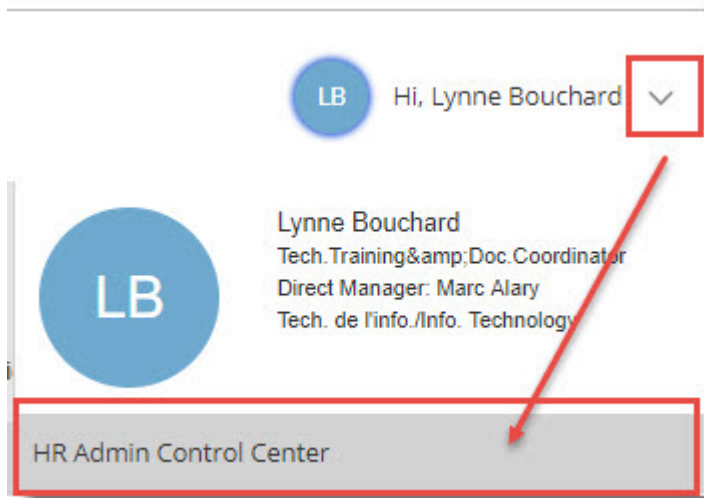 LB Hi, Lynne Bouchard
LB
Lynne Bouchard
Tech.Training&amp;Doc.Coordinator
Direct Manager: Marc Alary
Tech. de l'info./Info. Technology
HR Admin Control Center